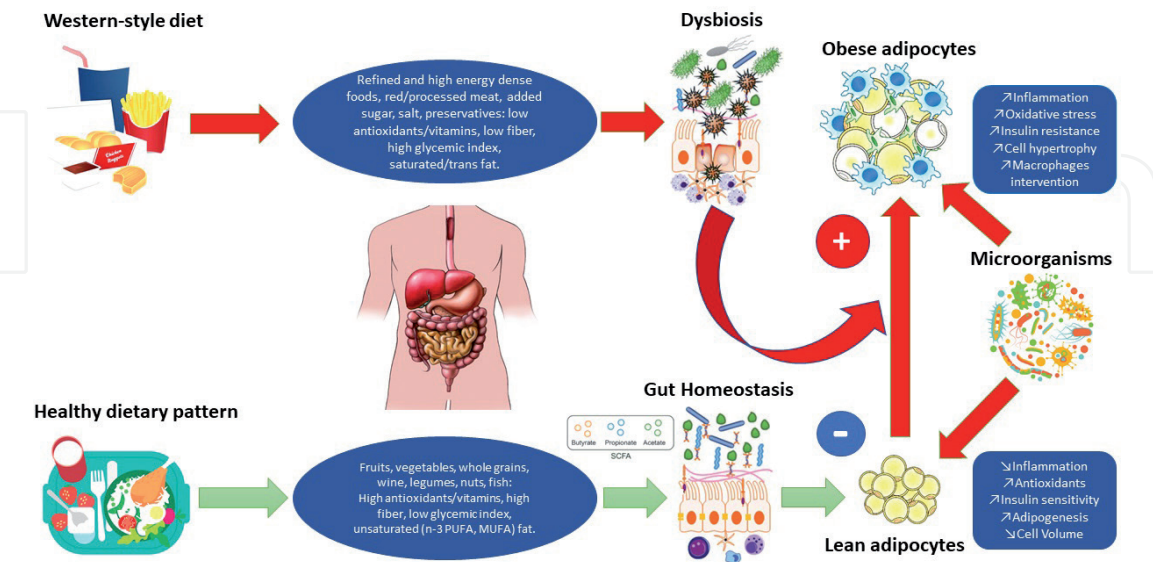 Western-style diet
Refined and high energy dense
foods, red/processed meat, added
sugar, salt, preservatives: low
antioxidants/vitamins, low fiber,
high glycemic index,
saturated/trans fat.
Dysbiosis
Obese adipocytes
↗Inflammation
↗Oxidative stress
↗Insulin resistance
↗Cell hypertrophy
↗Macrophages
intervention
+
Microorganisms
Healthy dietary pattern
Fruits, vegetables, whole grains,
wine, legumes, nuts, fish:
High antioxidants/vitamins, high
fiber, low glycemic index,
unsaturated (n-3 PUFA, MUFA) fat.
Butyrate Propionate Acetate
SCFA
Gut Homeostasis
-
Lean adipocytes
↘Inflammation
↗Antioxidants
↗Insulin sensitivity
↗Adipogenesis
↘Cell Volume